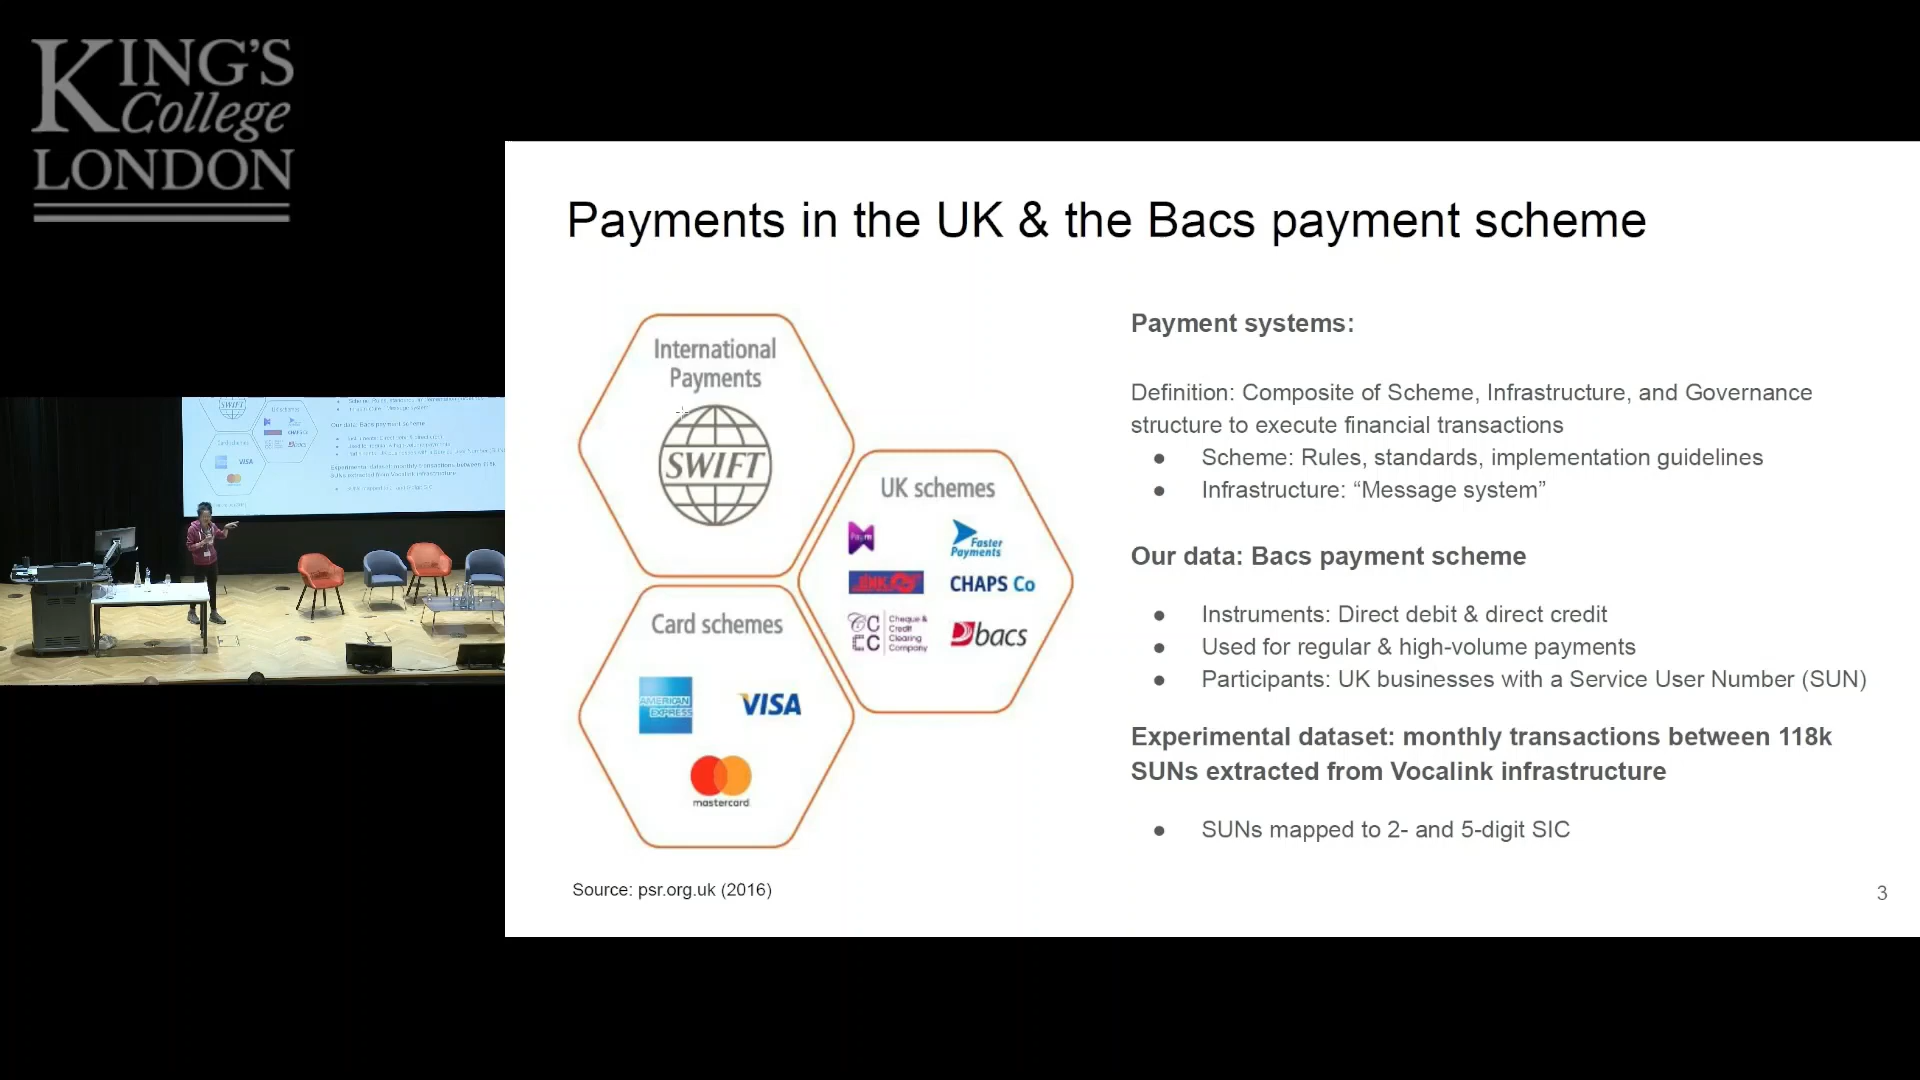 KING'S
College
LONDON
Payments in the UK & the Bacs payment scheme
International
Payments
SWIFT
UK schemes
Paym
Faster
Payments
LINK
CHAPS Co
Cheque &
Credit
Clearing
Company
bacs
Card schemes
AMERICAN
EXPRESS
VISA
mastercard
Source: psr.org.uk (2016)
Payment systems:
Definition: Composite of Scheme, Infrastructure, and Governance
structure to execute financial transactions
● Scheme: Rules, standards, implementation guidelines
● Infrastructure: “Message system”
Our data: Bacs payment scheme
● Instruments: Direct debit & direct credit
● Used for regular & high-volume payments
● Participants: UK businesses with a Service User Number (SUN)
Experimental dataset: monthly transactions between 118k
SUNs extracted from Vocalink infrastructure
● SUNs mapped to 2- and 5-digit SIC
3